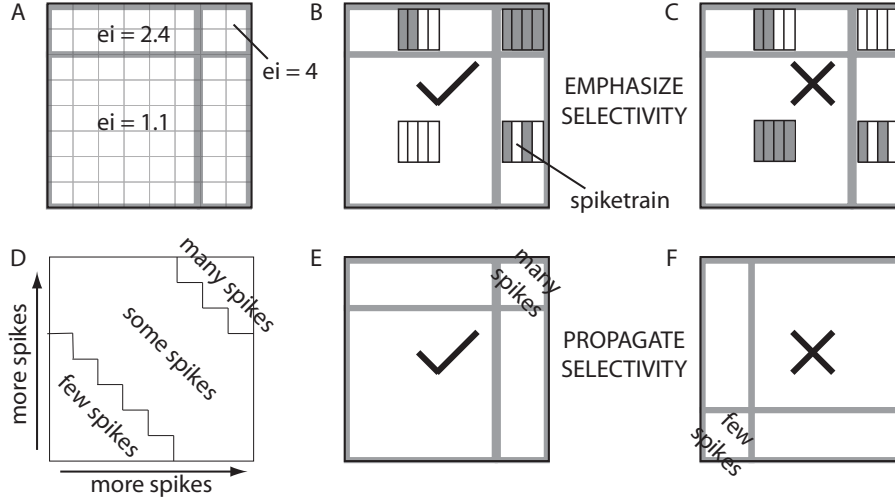 A
B
C
ei = 2.4
ei = 4
ei = 1.1
EMPHASIZE
SELECTIVITY
spiketrain
D
E
F
more spikes
many spikes
some spikes
few spikes
more spikes
many
spikes
PROPAGATE
SELECTIVITY
few
spikes